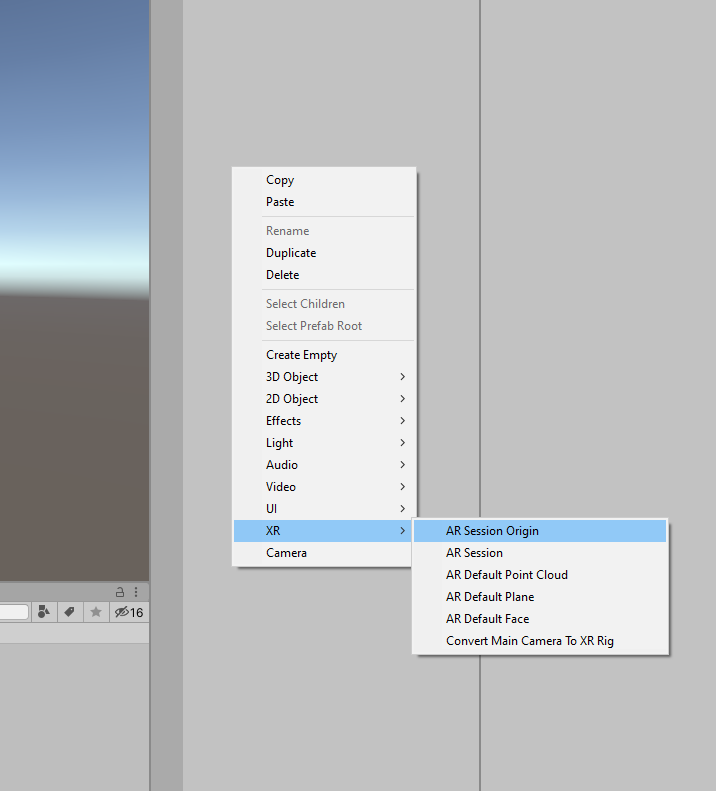 Copy
Paste
Rename
Duplicate
Delete
Select Children
Select Prefab Root
Create Empty
3D Object
2D Object
Effects
Light
Audio
Video
UI
XR
Camera
AR Session Origin
AR Session
AR Default Point Cloud
AR Default Plane
AR Default Face
Convert Main Camera To XR Rig
16